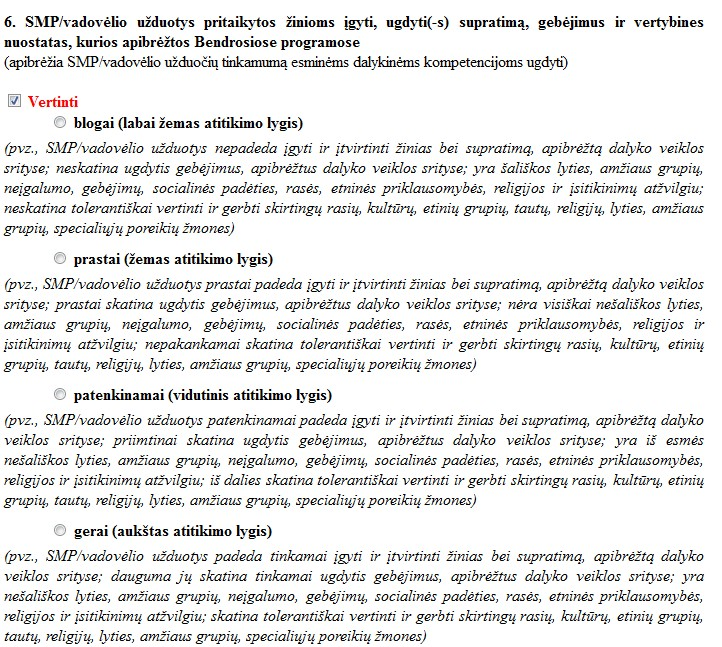 6. SMP/vadovėlio užduotys pritaikytos žinioms įgyti, ugdyti(-s) supratimą, gebėjimus ir vertybines
nuostatas, kurios apibrėžtos Bendrosiose programose
(apibrėžia SMP/vadovėlio užduočių tinkamumą esminėms dalykinėms kompetencijoms ugdyti)
Vertinti
blogai (labai žemas atitikimo lygis)
(pvz., SMP/vadovėlio užduotys nepadeda įgyti ir įtvirtinti žinias bei supratimą, apibrėžtą dalyko veiklos
srityse; neskatina ugdytis gebėjimus, apibrėžtus dalyko veiklos srityse; yra šališkos lyties, amžiaus grupių,
neįgalumo, gebėjimų, socialinės padėties, rasės, etninės priklausomybės, religijos ir įsitikinimų atžvilgiu;
neskatina tolerantiškai vertinti ir gerbti skirtingų rasių, kultūrų, etinių grupių, tautų, religijų, lyties, amžiaus
grupių, specialiųjų poreikių žmones)
prastai (žemas atitikimo lygis)
(pvz., SMP/vadovėlio užduotys prastai padeda įgyti ir įtvirtinti žinias bei supratimą, apibrėžtą dalyko veiklos
srityse; prastai skatina ugdytis gebėjimus, apibrėžtus dalyko veiklos srityse; nėra visiškai nešališkos lyties,
amžiaus grupių, neįgalumo, gebėjimų, socialinės padėties, rasės, etninės priklausomybės, religijos ir
įsitikinimų atžvilgiu; nepakankamai skatina tolerantiškai vertinti ir gerbti skirtingų rasių, kultūrų, etinių
grupių, tautų, religijų, lyties, amžiaus grupių, specialiųjų poreikių žmones)
patenkinamai (vidutinis atitikimo lygis)
(pvz., SMP/vadovėlio užduotys patenkinamai padeda įgyti ir įtvirtinti žinias bei supratimą, apibrėžtą dalyko
veiklos srityse; priimtinai skatina ugdytis gebėjimus, apibrėžtus dalyko veiklos srityse; yra iš esmės
nešališkos lyties, amžiaus grupių, neįgalumo, gebėjimų, socialinės padėties, rasės, etninės priklausomybės,
religijos ir įsitikinimų atžvilgiu; iš dalies skatina tolerantiškai vertinti ir gerbti skirtingų rasių, kultūrų, etinių
grupių, tautų, religijų, lyties, amžiaus grupių, specialiųjų poreikių žmones)
gerai (aukštas atitikimo lygis)
(pvz., SMP/vadovėlio užduotys padeda tinkamai įgyti ir įtvirtinti žinias bei supratimą, apibrėžtą dalyko
veiklos srityse; dauguma jų skatina tinkamai ugdytis gebėjimus, apibrėžtus dalyko veiklos srityse; yra
nešališkos lyties, amžiaus grupių, neįgalumo, gebėjimų, socialinės padėties, rasės, etninės priklausomybės,
religijos ir įsitikinimų atžvilgiu; skatina tolerantiškai vertinti ir gerbti skirtingų rasių, kultūrų, etinių grupių,
tautų, religijų, lyties, amžiaus grupių, specialiųjų poreikių žmones)